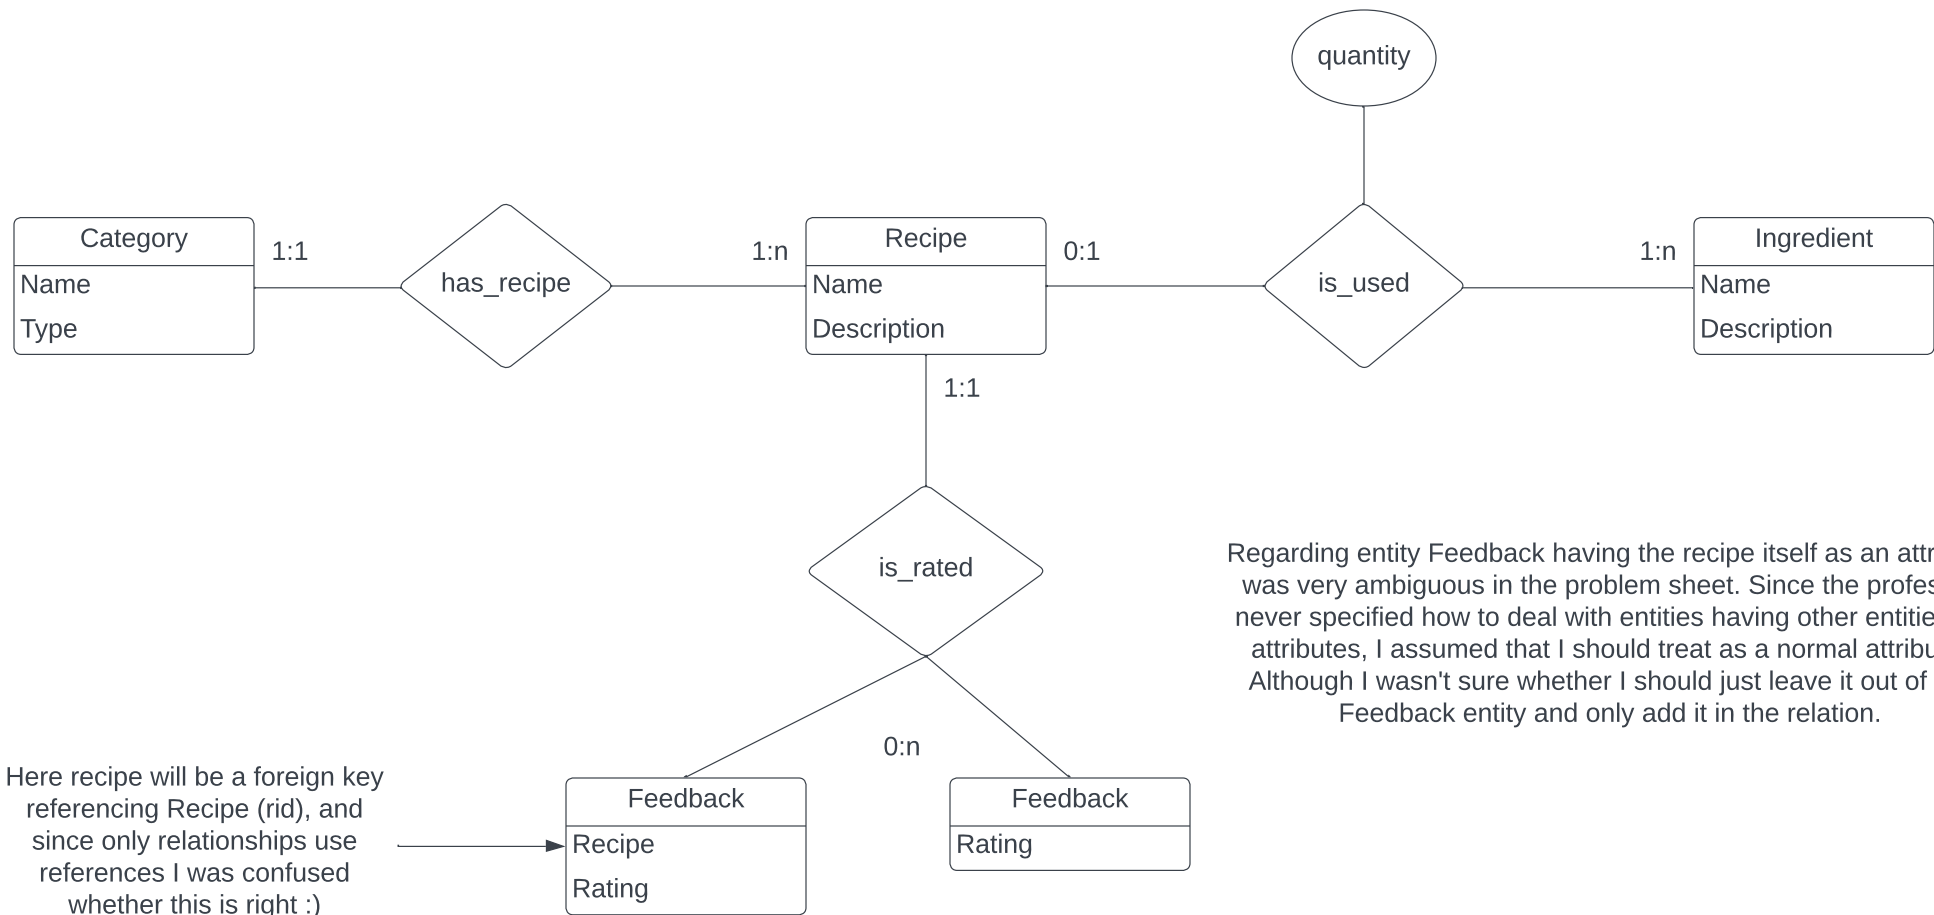 quantity
Category
1:1
has_recipe
1:n
Recipe
0:1
is_used
1:n
Ingredient
Name
Type
Name
Description
Name
Description
1:1
is_rated
Regarding entity Feedback having the recipe itself as an
was very ambiguous in the problem sheet. Since the
never specified how to deal with entities having other
attributes, I assumed that I should treat as a normal
Although I wasn't sure whether I should just leave it out of
Feedback entity and only add it in the relation.
0:n
Here recipe will be a foreign key
referencing Recipe (rid), and
since only relationships use
references I was confused
whether this is right :)
Feedback
Recipe
Rating
Feedback
Rating